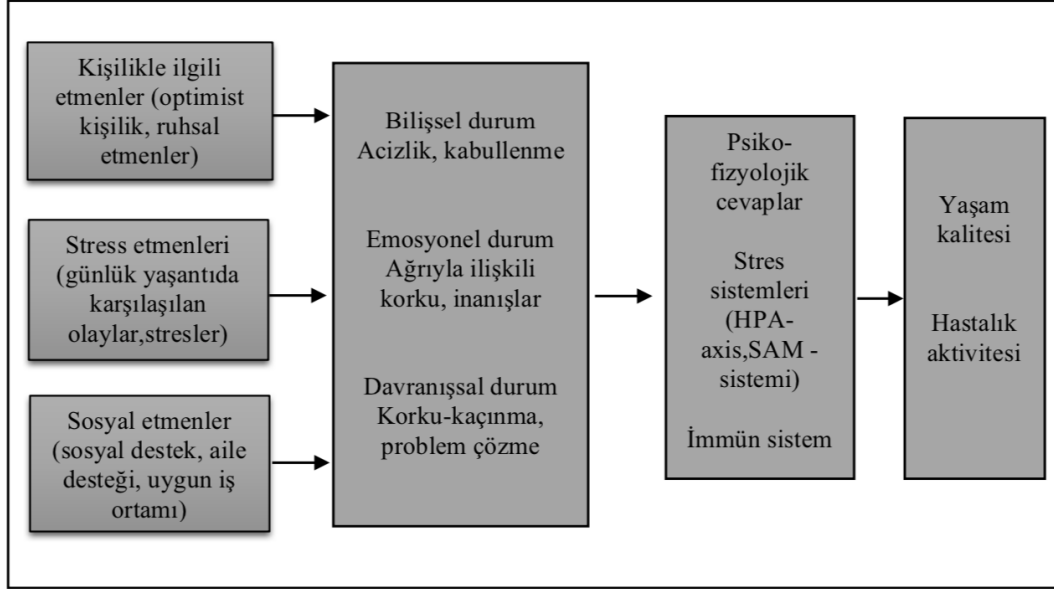 Kişilikle ilgili
etmenler (optimist
kişilik, ruhsal
etmenler)
Stress etmenleri
(günlük yaşantıda
karşılaşılan
olaylar,stresler)
Sosyal etmenler
(sosyal destek, aile
desteği, uygun iş
ortamı)
Bilişsel durum
Acizlik, kabullenme
Emosyonel durum
Ağrıyla ilişkili
korku, inanışlar
Davranışsal durum
Korku-kaçınma,
problem çözme
Psiko-
fizyolojik
cevaplar
Stres
sistemleri
(HPA-
axis,SAM -
sistemi)
İmmün sistem
Yaşam
kalitesi
Hastalık
aktivitesi